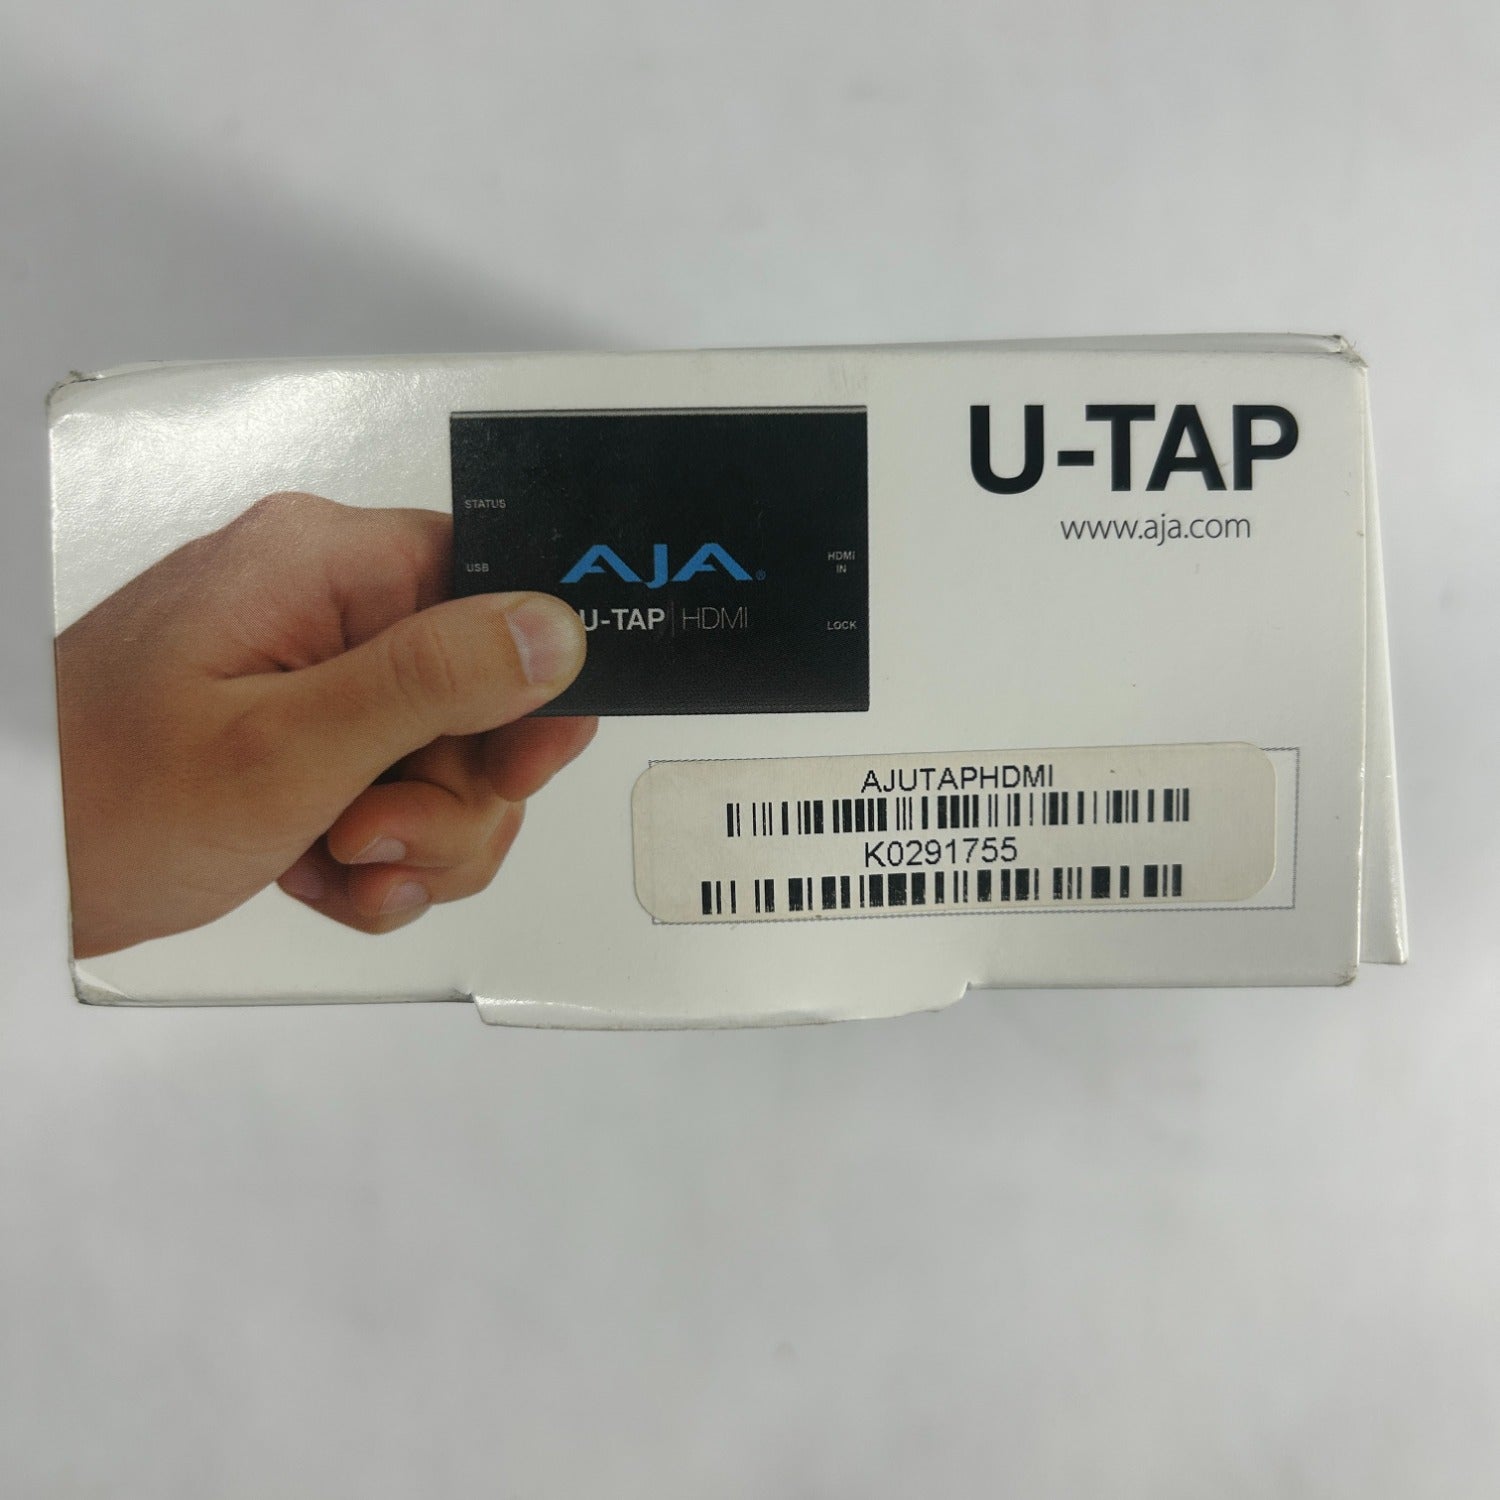 U-TAP
www.aja.com
STATUS
USB
AJA®
U-TAP | HDMI
HDMI
IN
LOCK
AJUTAPHDMI
K0291755